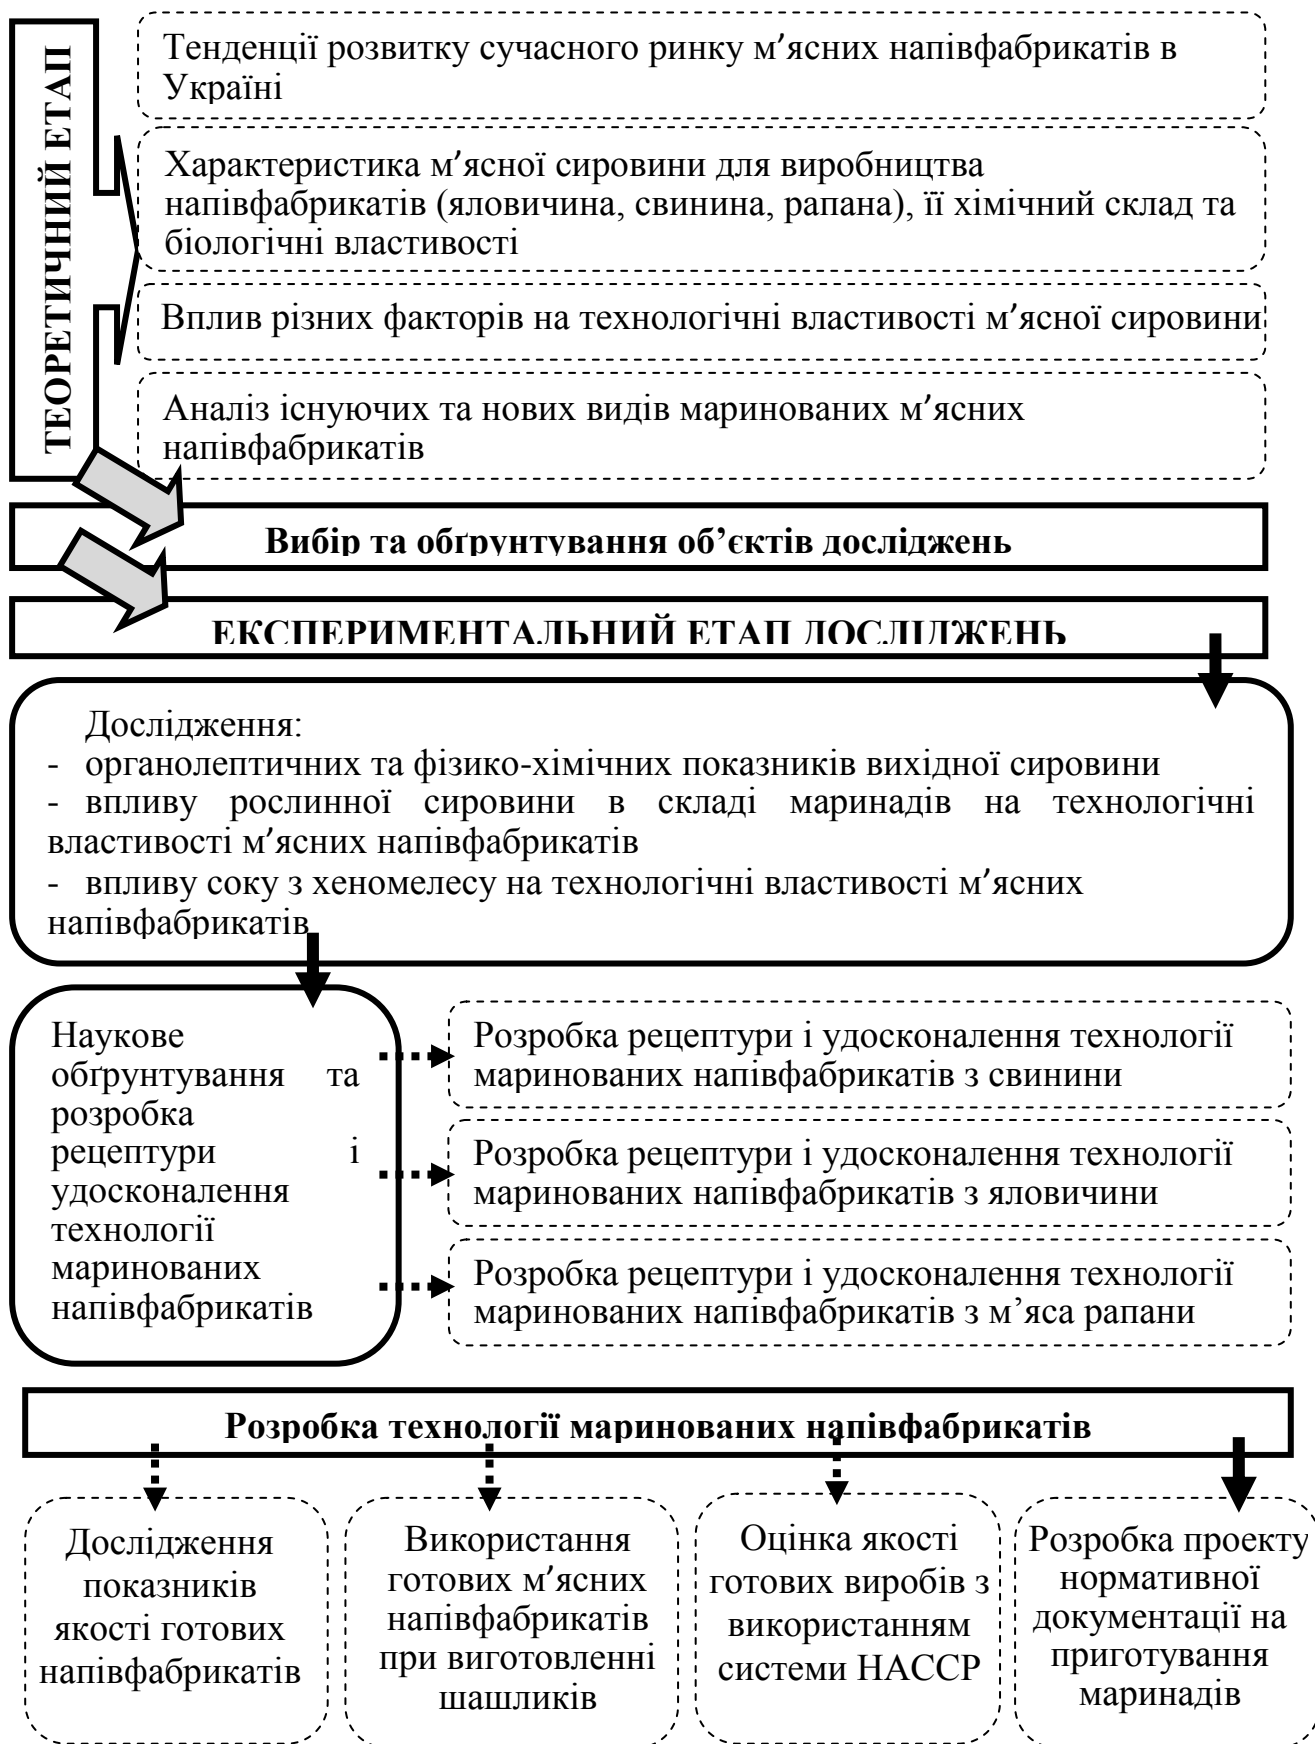 ТЕОРЕТИЧНИЙ ЕТАП
Тенденції розвитку сучасного ринку м′ясних напівфабрикатів в
Україні
Характеристика м′ясної сировини для виробництва
напівфабрикатів (яловичина, свинина, рапана), її хімічний склад та
біологічні властивості
Вплив різних факторів на технологічні властивості м′ясної сировини
Аналіз існуючих та нових видів маринованих м′ясних
напівфабрикатів
Вибір та обґрунтування об’єктів досліджень
ЕКСПЕРИМЕНТАЛЬНИЙ ЕТАП ДОСЛІДЖЕНЬ
Дослідження:
- органолептичних та фізико-хімічних показників вихідної сировини
- впливу рослинної сировини в складі маринадів на технологічні
властивості м′ясних напівфабрикатів
- впливу соку з хеномелесу на технологічні властивості м′ясних
напівфабрикатів
Наукове
обґрунтування та
розробка
рецептури і
удосконалення
технології
маринованих
напівфабрикатів
Розробка рецептури і удосконалення технології
маринованих напівфабрикатів з свинини
Розробка рецептури і удосконалення технології
маринованих напівфабрикатів з яловичини
Розробка рецептури і удосконалення технології
маринованих напівфабрикатів з м’яса рапани
Розробка технології маринованих напівфабрикатів
Дослідження
показників
якості готових
напівфабрикатів
Використання
готових м′ясних
напівфабрикатів
при виготовленні
шашликів
Оцінка якості
готових виробів з
використанням
системи НАССР
Розробка проекту
нормативної
документації на
приготування
маринадів